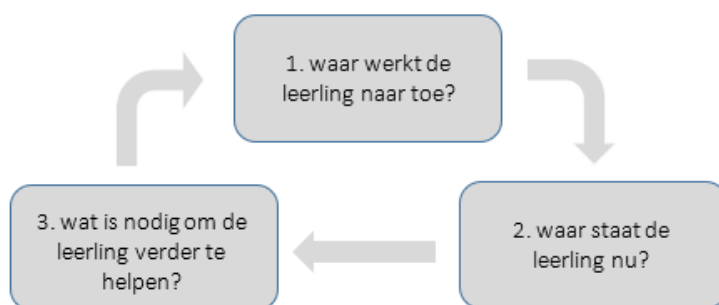 1. waar werkt de
leerling naar toe?
2. waar staat de
leerling nu?
3. wat is nodig om de
leerling verder te
helpen?